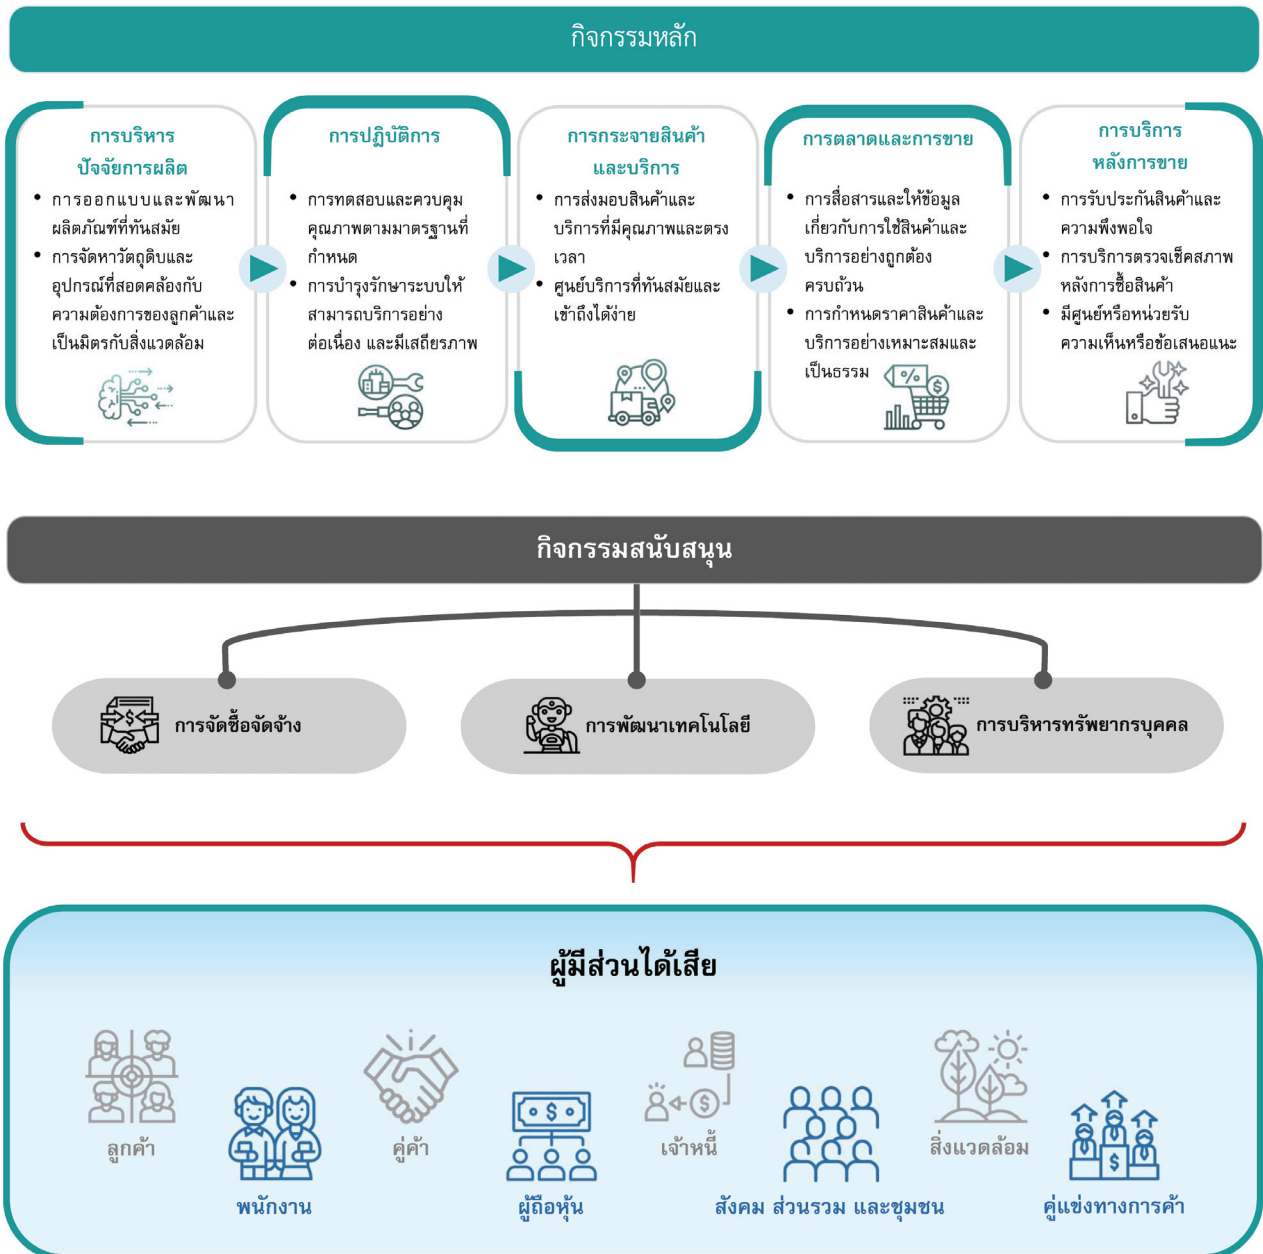 กิจกรรมหลัก
การบริหาร
ปัจจัยการผลิต
• การออกแบบและพัฒนา
ผลิตภัณฑ์ที่ทันสมัย
• การจัดหาวัตถุดิบและ
อุปกรณ์ที่สอดคล้องกับ
ความต้องการของลูกค้าและ
เป็นมิตรกับสิ่งแวดล้อม
การปฎิบัติการ
• การทดสอบและควบคุม
คุณภาพตามมาตรฐานที่
กำหนด
• การบำรุงรักษาระบบให้
สามารถบริการอย่าง
ต่อเนื่อง และมีเสถียรภาพ
การกระจายสินค้า
และบริการ
• การส่งมอบสินค้าและ
บริการที่มีคุณภาพและตรง
เวลา
• ศูนย์บริการที่ทันสมัยและ
เข้าถึงได้ง่าย
การตลาดและการขาย
• การสื่อสารและให้ข้อมูล
เกี่ยวกับการใช้สินค้าและ
บริการอย่างถูกต้อง
ครบถ้วน
• การกำหนดราคาสินค้าและ
บริการอย่างเหมาะสมและ
เป็นธรรม
การบริการ
หลังการขาย
• การรับประกันสินค้าและ
ความพึงพอใจ
• การบริการตรวจเช็คสภาพ
หลังการซื้อสินค้า
• มีศูนย์หรือหน่วยรับ
ความเห็นหรือข้อเสนอแนะ
กิจกรรมสนับสนุน
การจัดซื้อจัดจ้าง
การพัฒนาเทคโนโลยี
การบริหารทรัพยากรบุคคล
ผู้มีส่วนได้เสีย
ลูกค้า
พนักงาน
คู่ค้า
ผู้ถือหุ้น
เจ้าหนี้
สังคม ส่วนรวม และชุมชน
สิ่งแวดล้อม
คู่แข่งทางการค้า